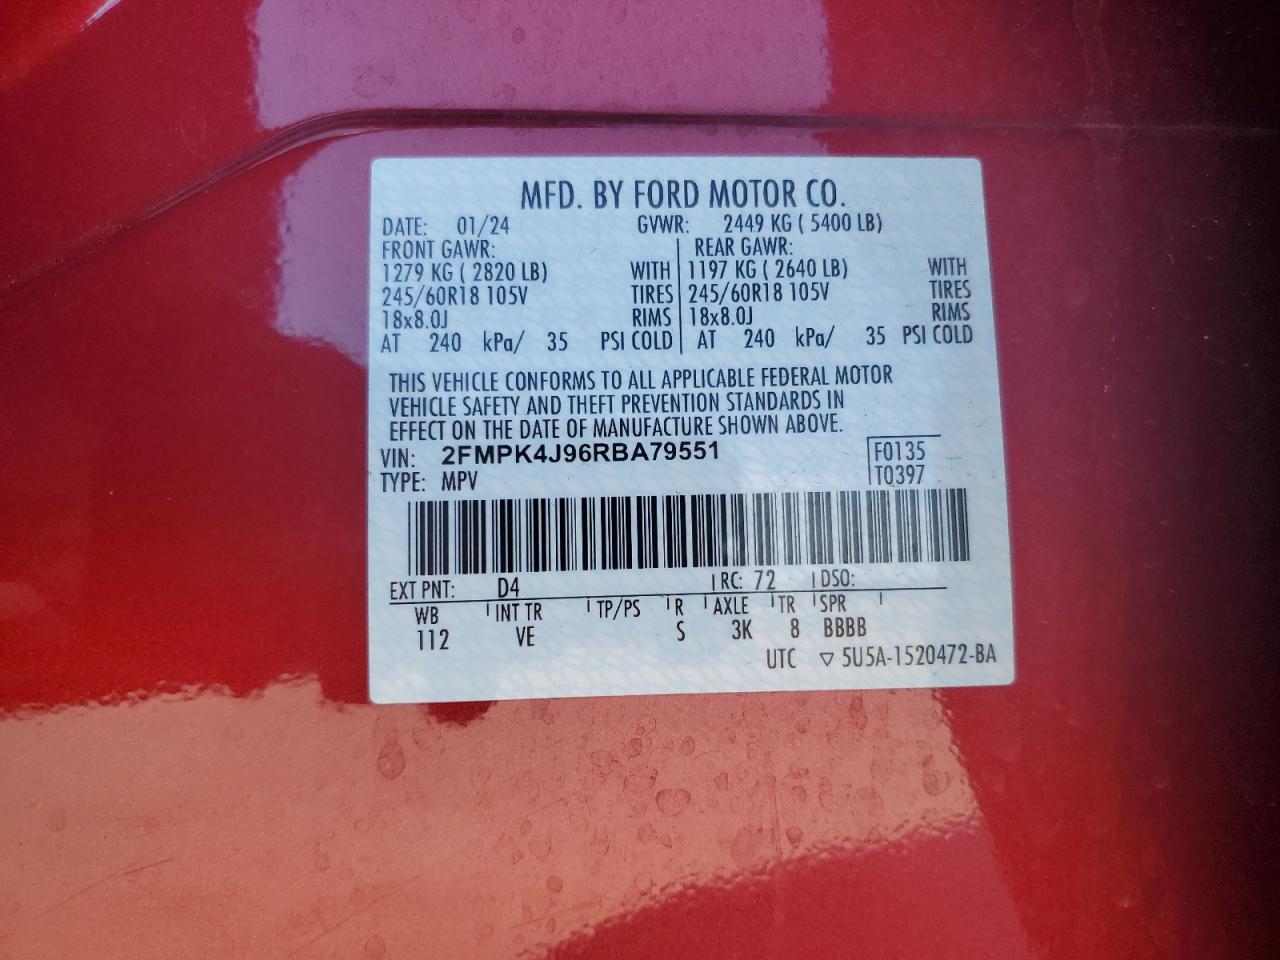 MFD. BY FORD MOTOR CO.
DATE: 01/24 GVWR: 2449 KG ( 5400 LB)
FRONT GAWR: REAR GAWR:
1279 KG ( 2820 LB) WITH 1197 KG ( 2640 LB) WITH
245/60R18 105V TIRES 245/60R18 105V TIRES
18x8.0J RIMS 18x8.0J RIMS
AT 240 kPa/ 35 PSI COLD AT 240 kPa/ 35 PSI COLD
THIS VEHICLE CONFORMS TO ALL APPLICABLE FEDERAL MOTOR
VEHICLE SAFETY AND THEFT PREVENTION STANDARDS IN
EFFECT ON THE DATE OF MANUFACTURE SHOWN ABOVE.
VIN: 2FMPK4J96RBA79551 F0135
TYPE: MPV T0397
EXT PNT: D4 RC: 72 DSO:
WB INT TR TP/PS R AXLE TR SPR
112 VE S 3K 8 BBBB
UTC ▽ 5U5A-1520472-BA